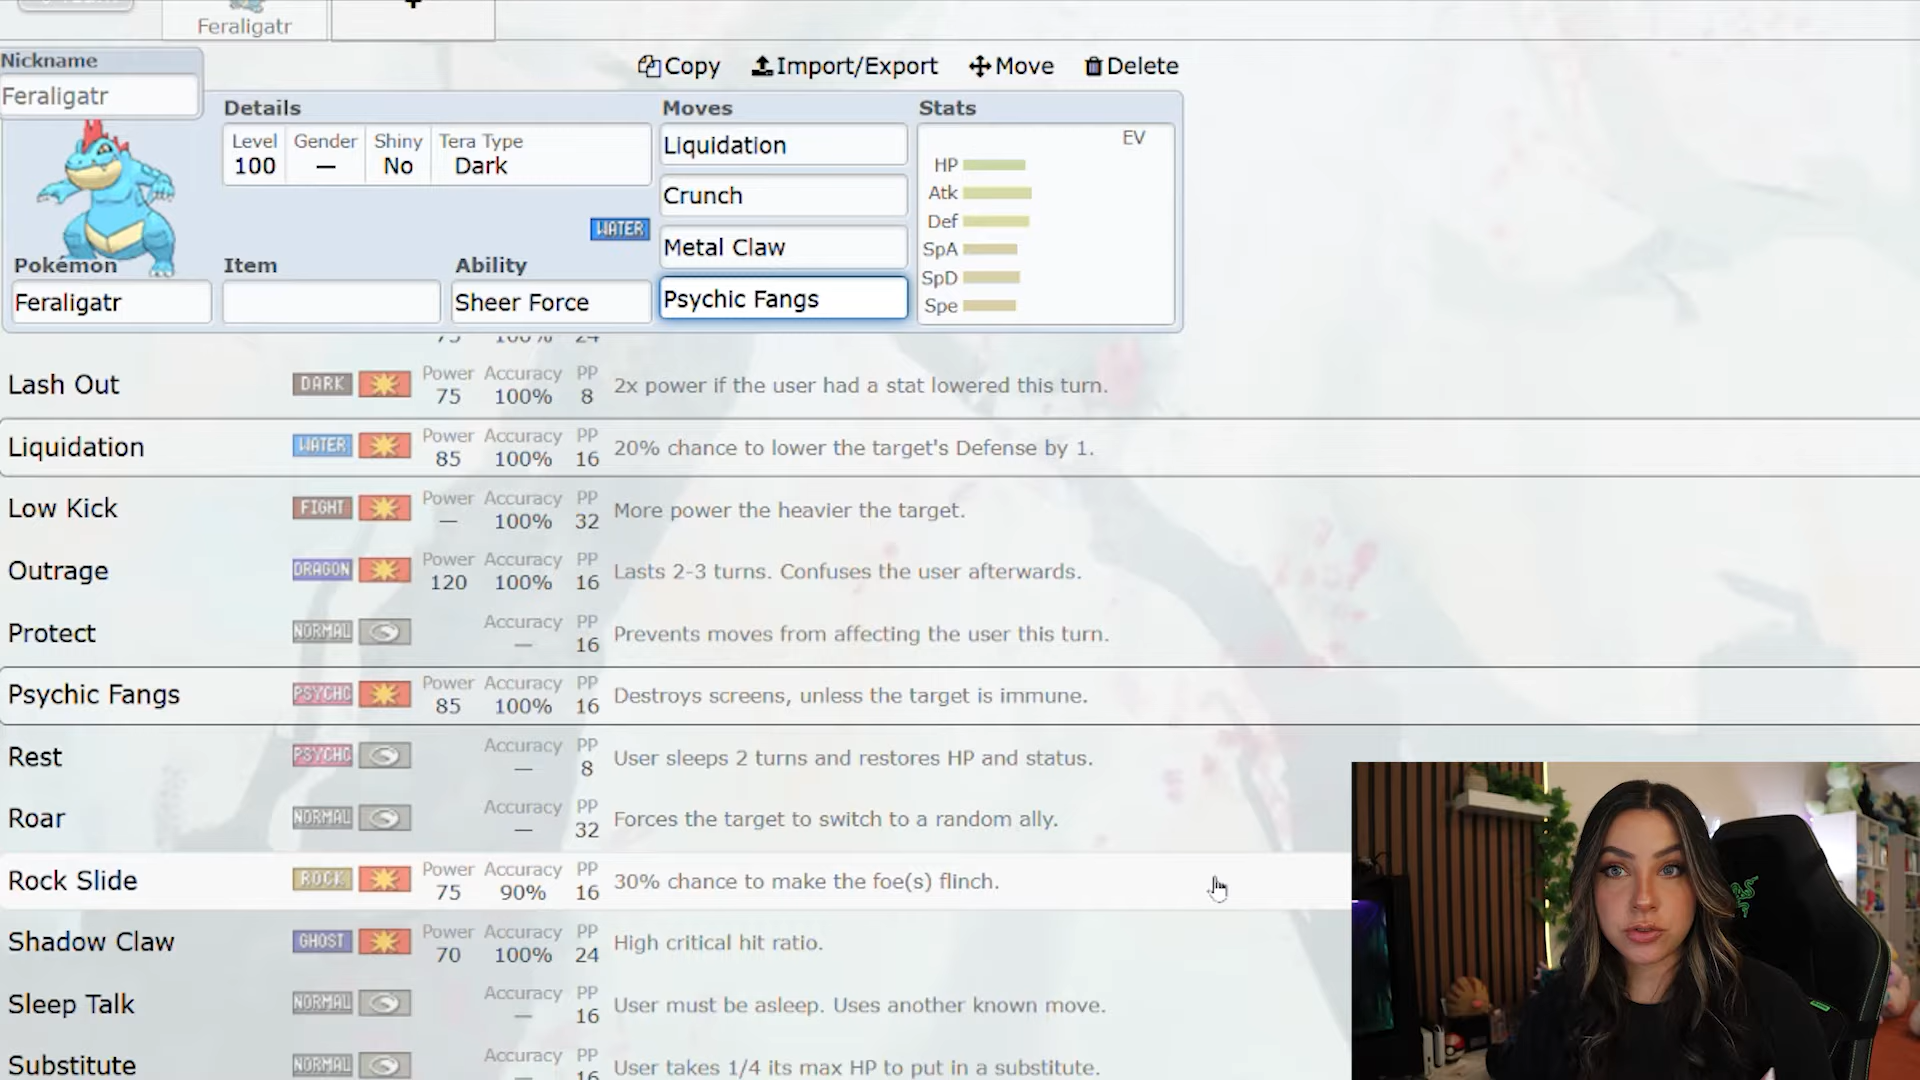 Feraligatr
+
Nickname
Feraligatr
Copy Import/Export Move Delete
Details Moves Stats
Level Gender Shiny Tera Type
100 — No Dark
Liquidation
Crunch
Metal Claw
Psychic Fangs
EV
HP
Atk
Def
SpA
SpD
Spe
WATER
Pokémon Item Ability
Feraligatr Sheer Force
75 100% 24
Lash Out DARK Power 75 Accuracy 100% PP 8 2x power if the user had a stat lowered this turn.
Liquidation WATER Power 85 Accuracy 100% PP 16 20% chance to lower the target's Defense by 1.
Low Kick FIGHT Power — Accuracy 100% PP 32 More power the heavier the target.
Outrage DRAGON Power 120 Accuracy 100% PP 16 Lasts 2-3 turns. Confuses the user afterwards.
Protect NORMAL Accuracy — PP 16 Prevents moves from affecting the user this turn.
Psychic Fangs PSYCHC Power 85 Accuracy 100% PP 16 Destroys screens, unless the target is immune.
Rest PSYCHC Accuracy — PP 8 User sleeps 2 turns and restores HP and status.
Roar NORMAL Accuracy — PP 32 Forces the target to switch to a random ally.
Rock Slide ROCK Power 75 Accuracy 90% PP 16 30% chance to make the foe(s) flinch.
Shadow Claw GHOST Power 70 Accuracy 100% PP 24 High critical hit ratio.
Sleep Talk NORMAL Accuracy — PP 16 User must be asleep. Uses another known move.
Substitute NORMAL Accuracy — PP 16 User takes 1/4 its max HP to put in a substitute.